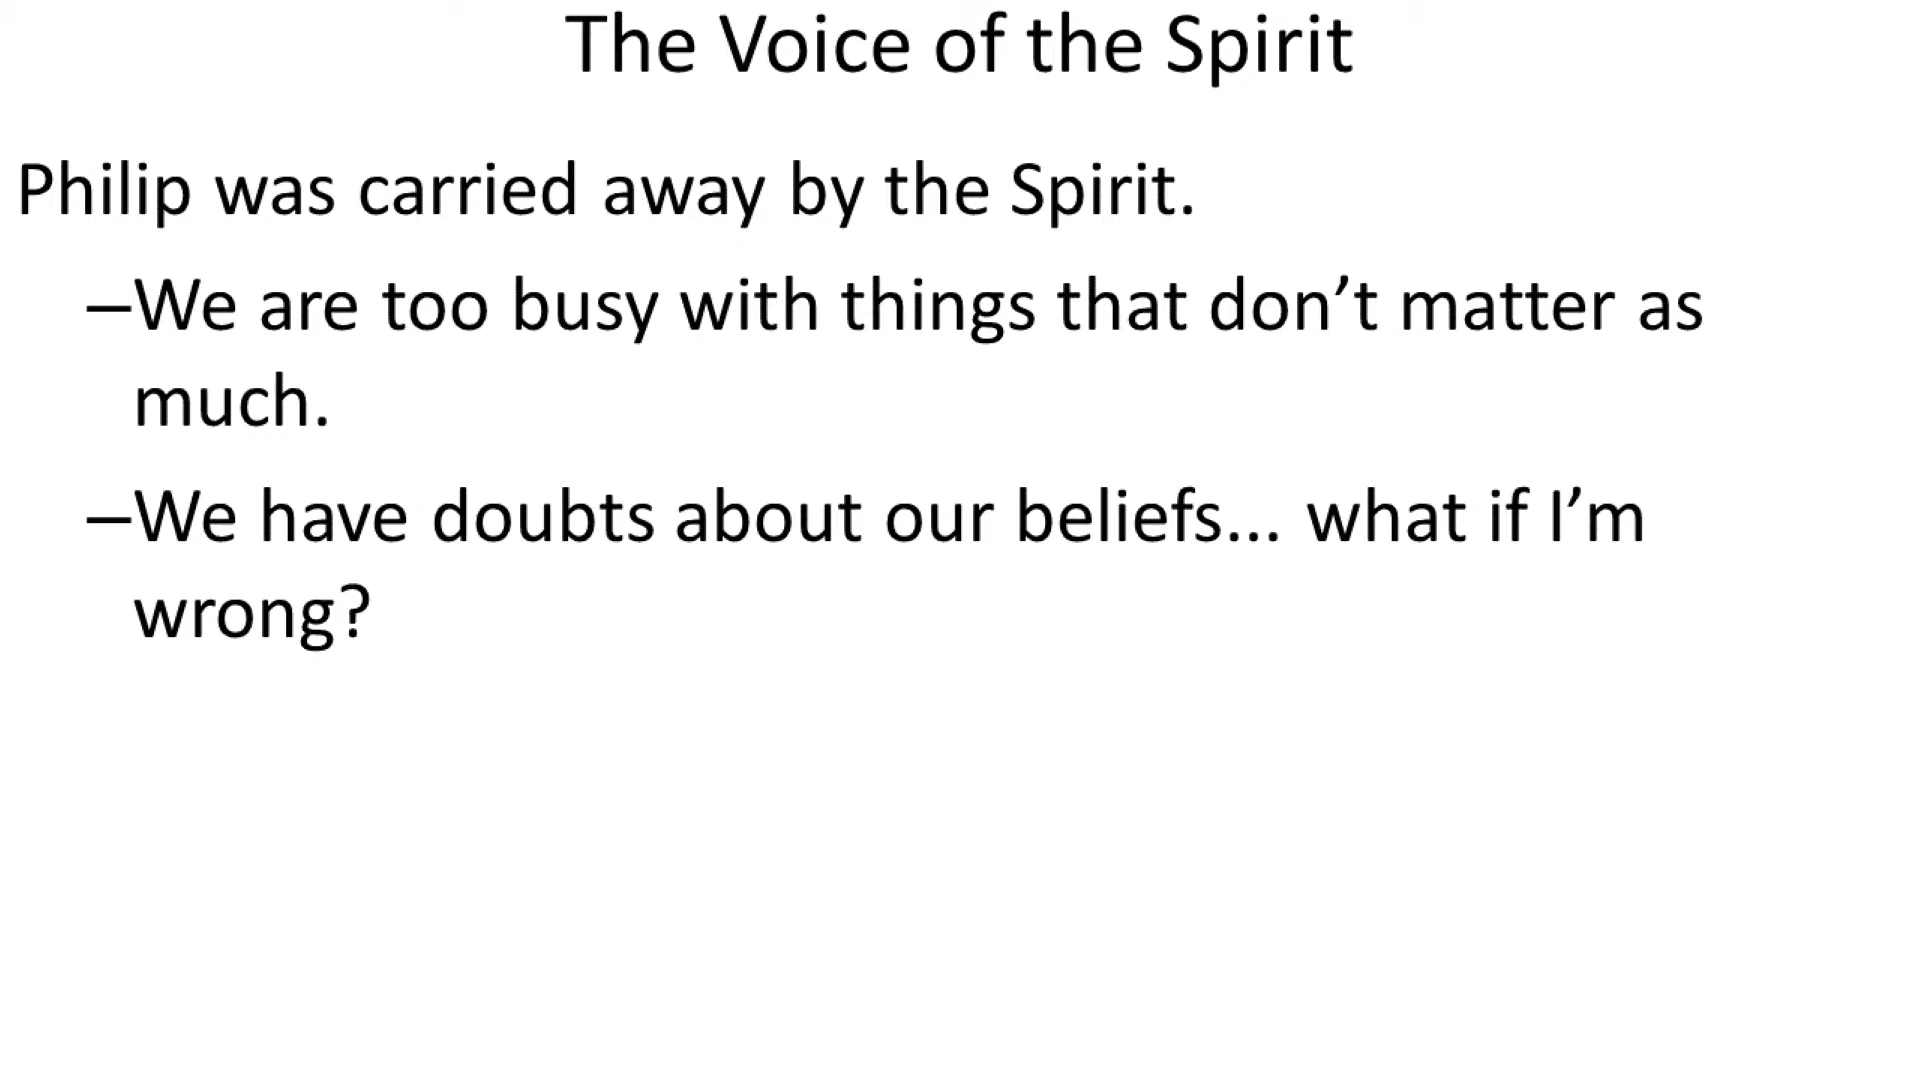 The Voice of the Spirit
Philip was carried away by the Spirit.
–We are too busy with things that don’t matter as
much.
–We have doubts about our beliefs... what if I’m
wrong?